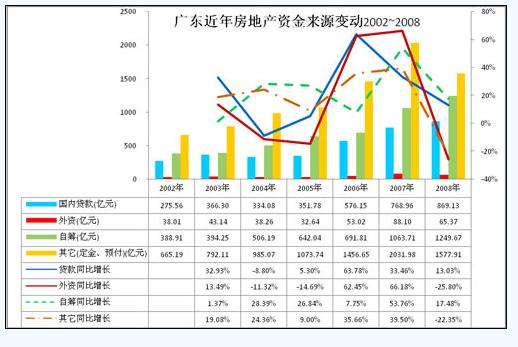 广东近年房地产资金来源变动2002~2008
2500 80%
2000 60%
40%
1500
20%
1000
0%
500 -20%
0 -40%
2002年 2003年 2004年 2005年 2006年 2007年 2008年
国内贷款(亿元) 275.56 366.30 334.08 351.78 576.15 768.96 869.13
外资(亿元) 38.01 43.14 38.26 32.64 53.02 88.10 65.37
自筹(亿元) 388.91 394.25 506.19 642.04 691.81 1063.71 1249.67
其它(定金、预付)(亿元) 665.19 792.11 985.07 1073.74 1456.65 2031.98 1577.91
贷款同比增长 32.93% -8.80% 5.30% 63.78% 33.46% 13.03%
外资同比增长 13.49% -11.32% -14.69% 62.45% 66.18% -25.80%
自筹同比增长 1.37% 28.39% 26.84% 7.75% 53.76% 17.48%
其它同比增长 19.08% 24.36% 9.00% 35.66% 39.50% -22.35%